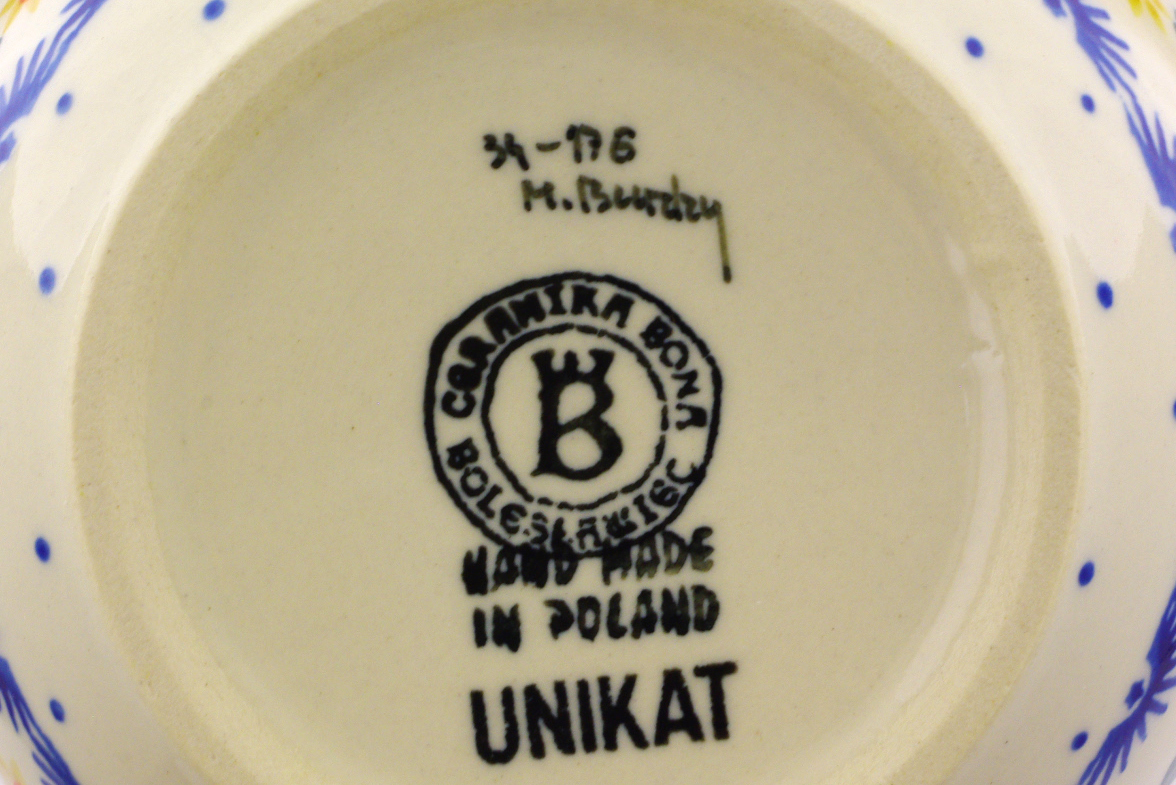 34-176
M. Burdzy
CERAMIKA BONA
BOLESŁAWIEC
B
HAND MADE
IN POLAND
UNIKAT